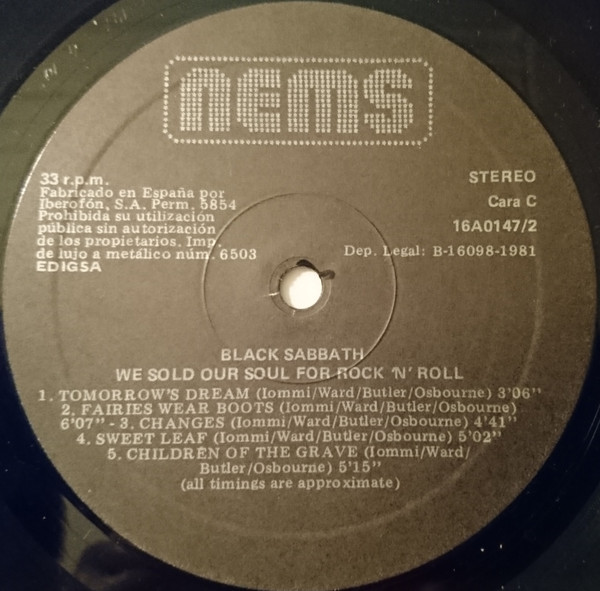 NEMS
33 r.p.m.
Fabricado en España por
Iberofón, S.A. Perm. 5854
Prohibida su utilización
pública sin autorización
de los propietarios. Imp.
de lujo a metálico núm. 6503
EDIGSA
STEREO
Cara C
16A0147/2
Dep. Legal: B-16098-1981
BLACK SABBATH
WE SOLD OUR SOUL FOR ROCK 'N' ROLL
1. TOMORROW'S DREAM (Iommi/Ward/Butler/Osbourne) 3'06"
2. FAIRIES WEAR BOOTS (Iommi/Ward/Butler/Osbourne)
6'07" - 3. CHANGES (Iommi/Ward/Butler/Osbourne) 4'41"
4. SWEET LEAF (Iommi/Ward/Butler/Osbourne) 5'02"
5. CHILDREN OF THE GRAVE (Iommi/Ward/
Butler/Osbourne) 5'15"
(all timings are approximate)